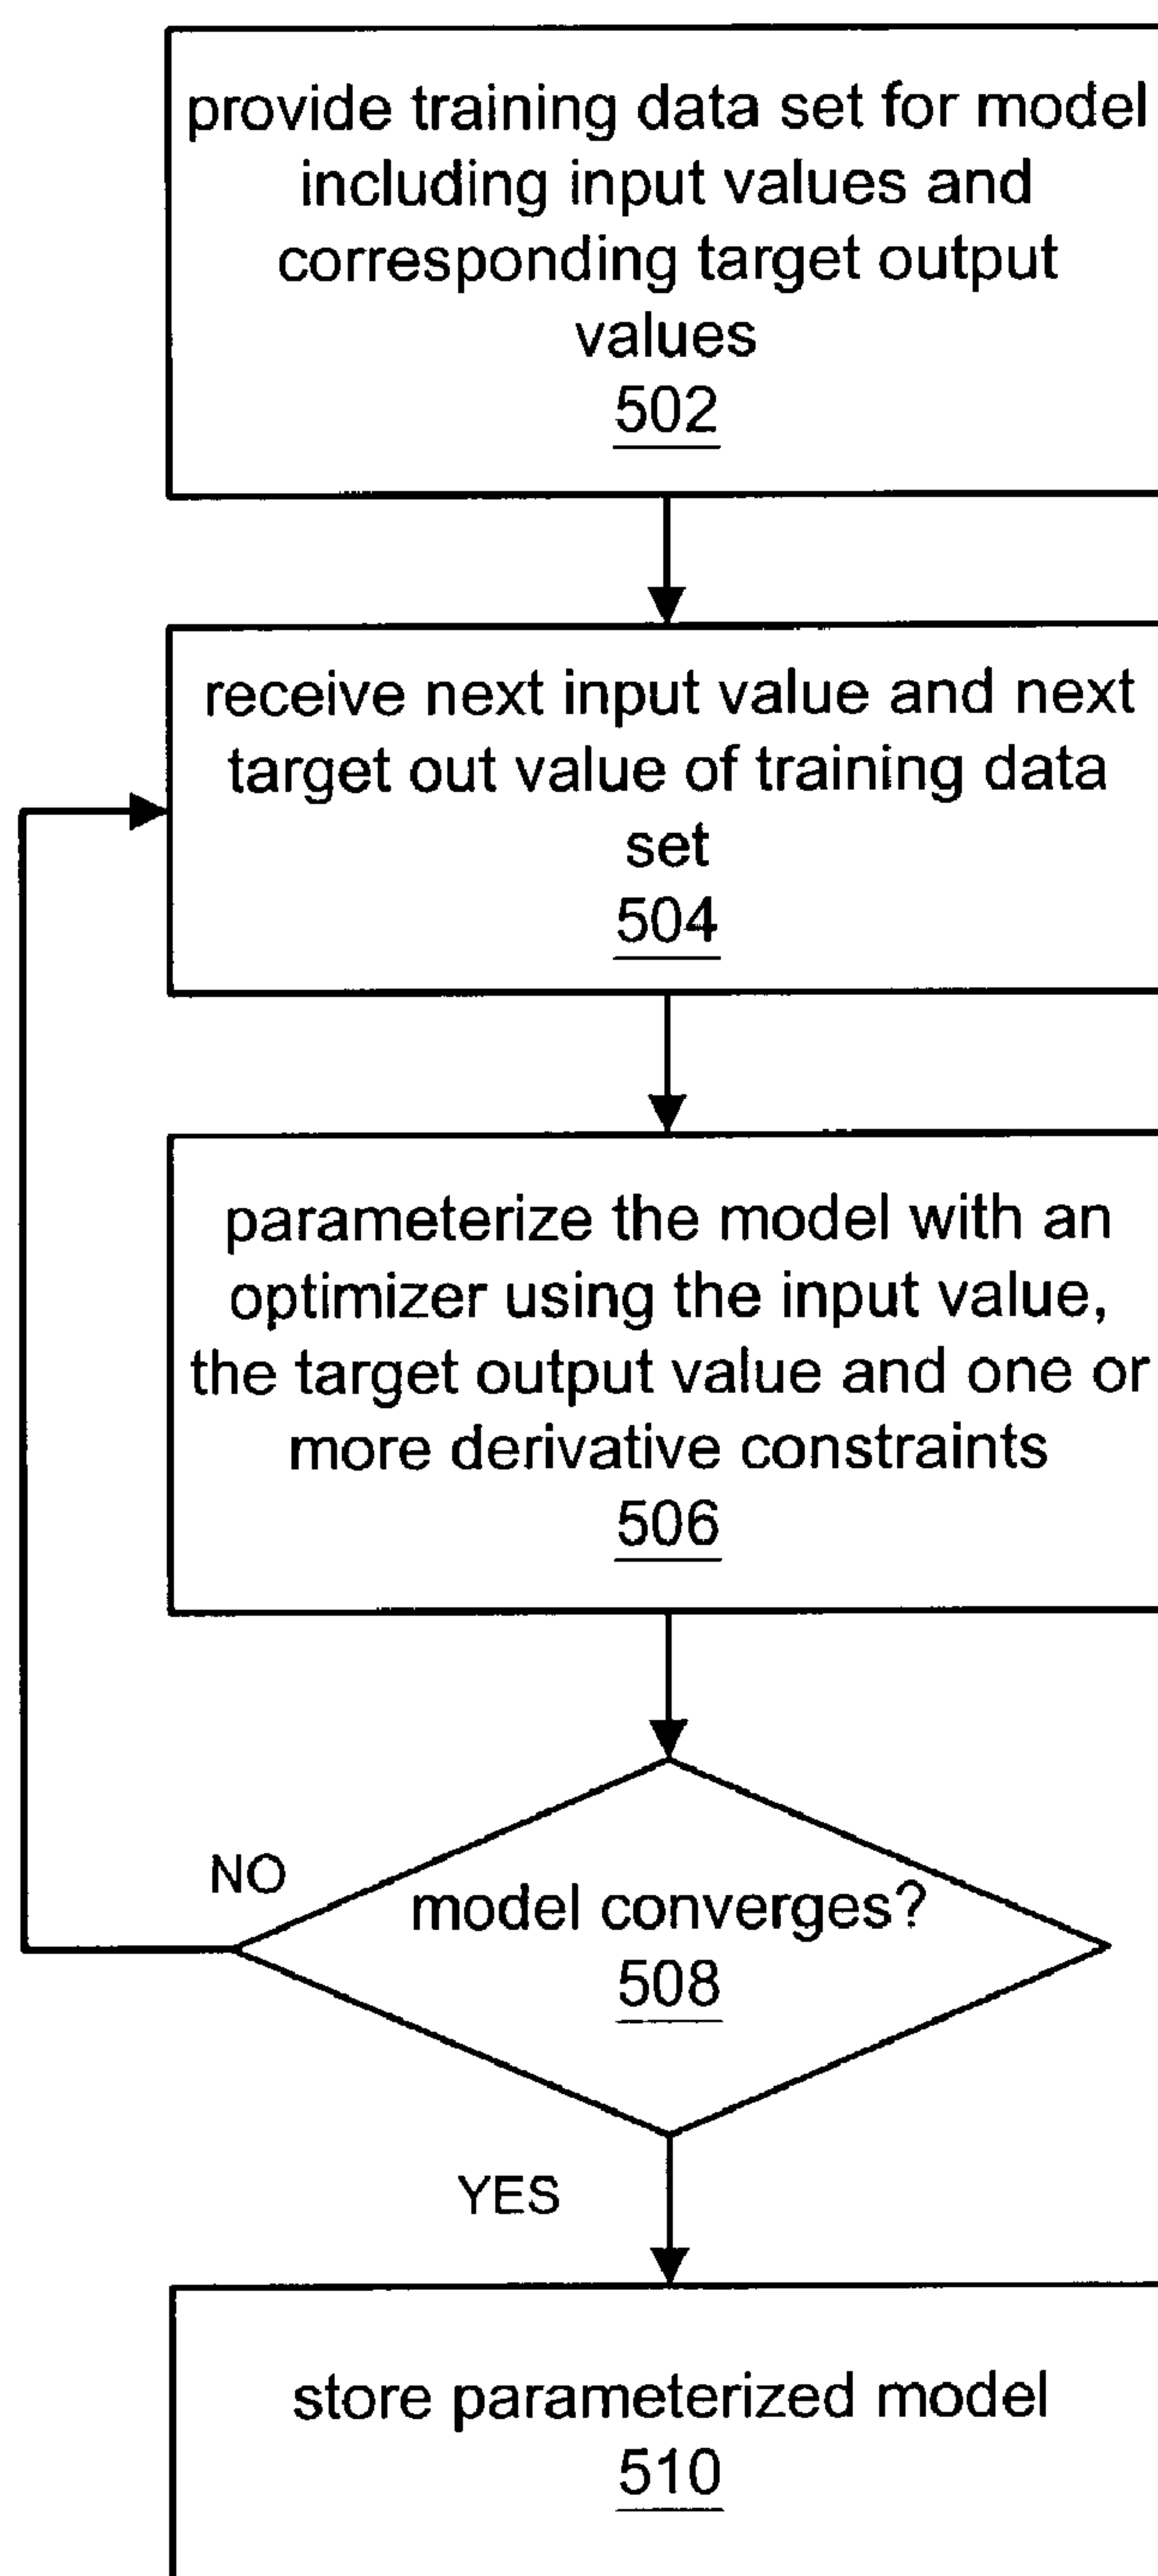 provide training data set for model
including input values and
corresponding target output
values
502
receive next input value and next
target out value of training data
set
504
parameterize the model with an
optimizer using the input value,
the target output value and one or
more derivative constraints
506
NO
model converges?
508
YES
store parameterized model
510